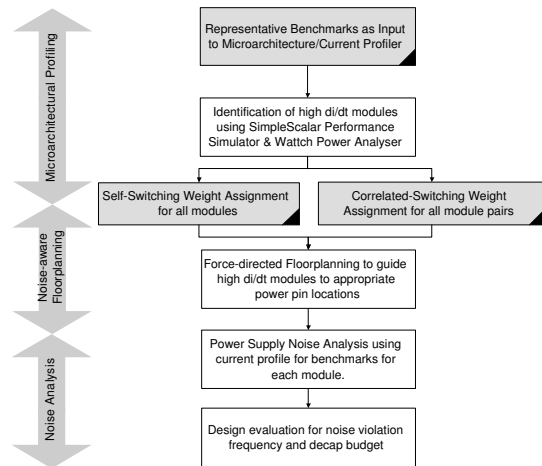 Representative Benchmarks as Input
to Microarchitecture/Current Profiler
Microarchitectural Profiling
Identification of high di/dt modules
using SimpleScalar Performance
Simulator & Wattch Power Analyser
Self-Switching Weight Assignment
for all modules
Correlated-Switching Weight
Assignment for all module pairs
Noise-aware
Floorplanning
Force-directed Floorplanning to guide
high di/dt modules to appropriate
power pin locations
Power Supply Noise Analysis using
current profile for benchmarks for
each module.
Noise Analysis
Design evaluation for noise violation
frequency and decap budget